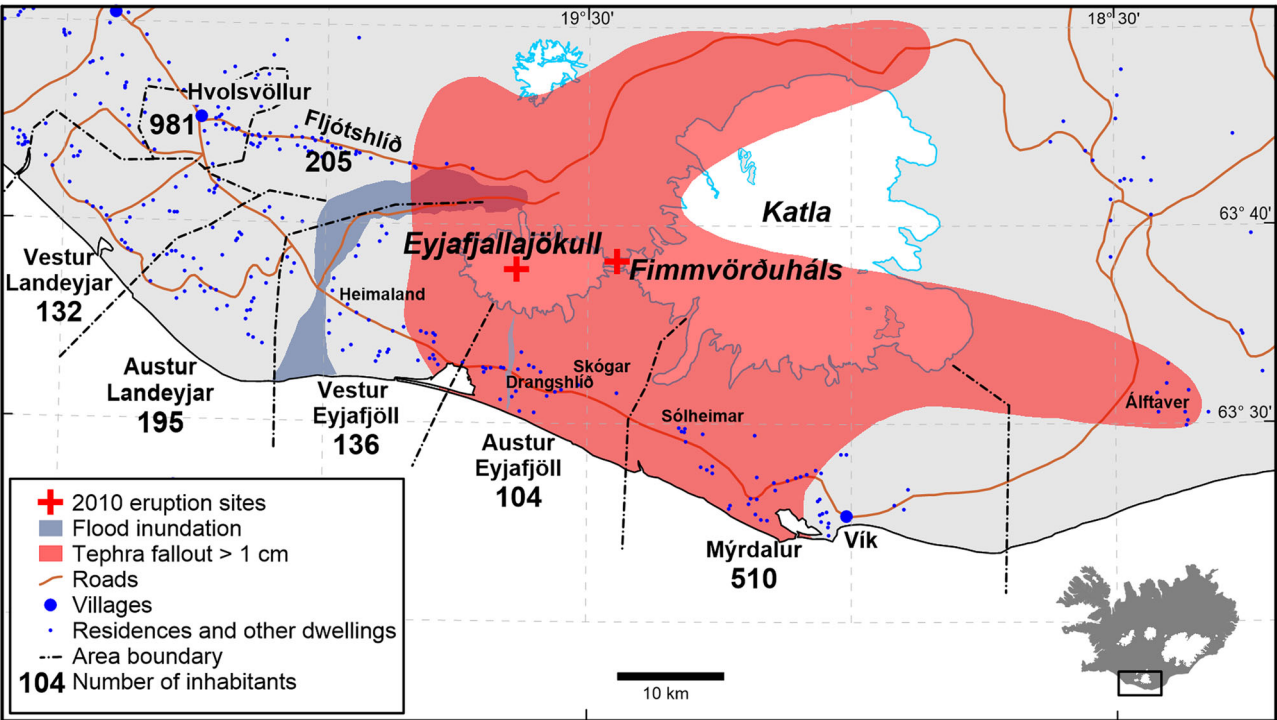 19°30'
18°30'
Hvolsvöllur
981
Fljótshlíð
205
Katla
63° 40'
Eyjafjallajökull
Fimmvörðuháls
Vestur
Landeyjar
132
Heimaland
Austur
Landeyjar
195
Vestur
Eyjafjöll
136
Skógar
Drangshlíð
Sólheimar
Álftaver
63° 30'
Austur
Eyjafjöll
104
Mýrdalur
510
Vík
2010 eruption sites
Flood inundation
Tephra fallout > 1 cm
Roads
Villages
Residences and other dwellings
Area boundary
104 Number of inhabitants
10 km